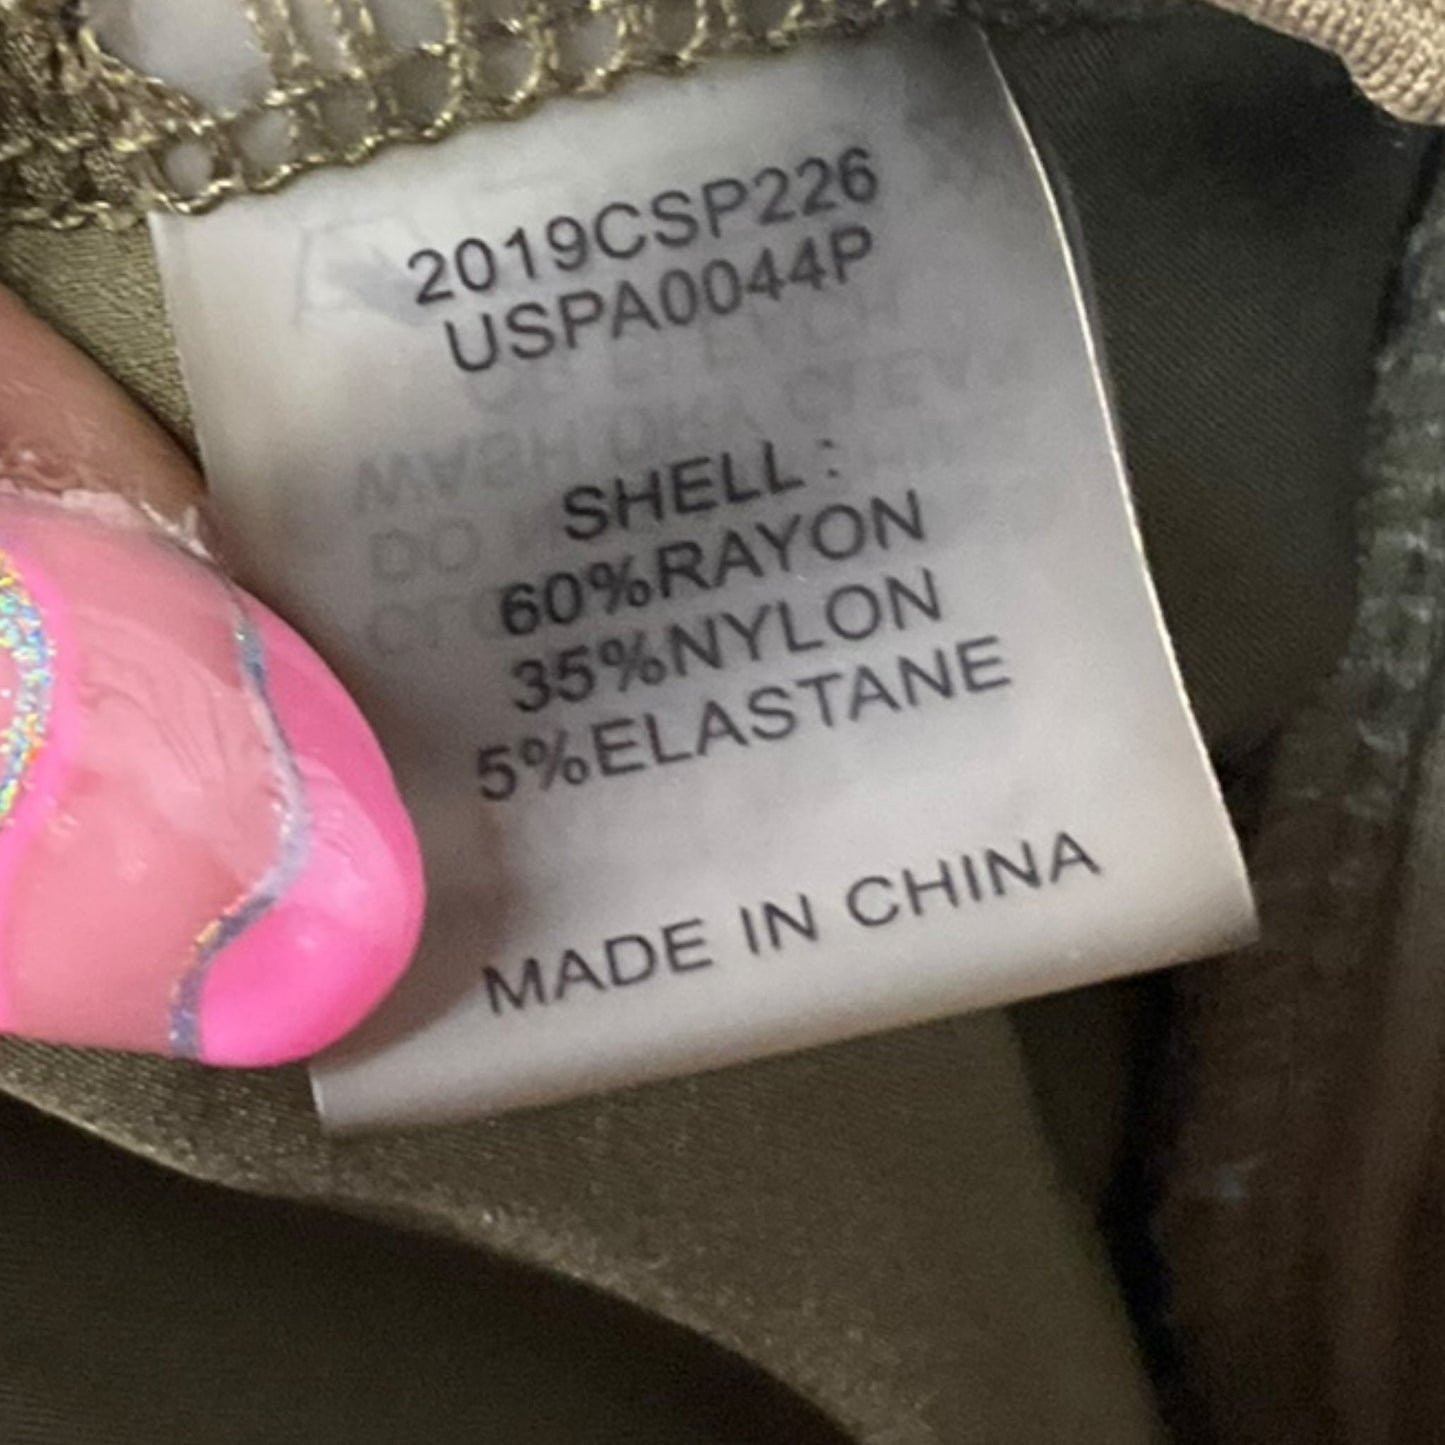 2019CSP226
USPA0044P
SHELL:
60%RAYON
35%NYLON
5%ELASTANE
MADE IN CHINA